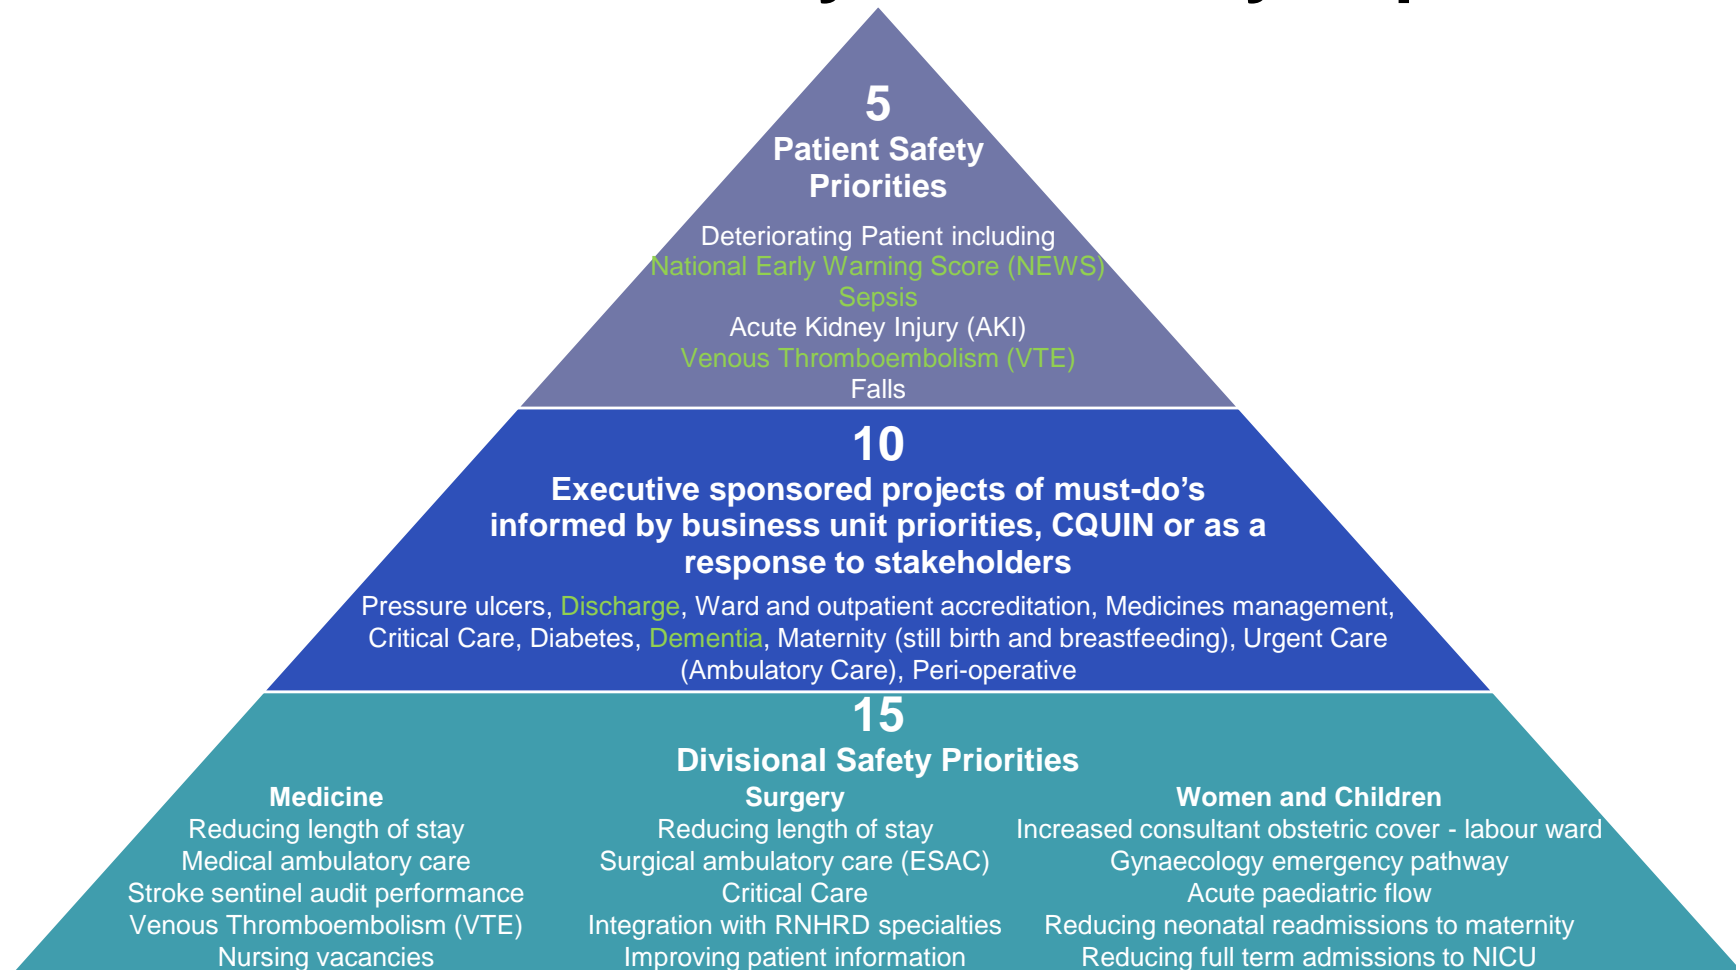 5
Patient Safety
Priorities
Deteriorating Patient including
National Early Warning Score (NEWS)
Sepsis
Acute Kidney Injury (AKI)
Venous Thromboembolism (VTE)
Falls
10
Executive sponsored projects of must-do’s
informed by business unit priorities, CQUIN or as a
response to stakeholders
Pressure ulcers, Discharge, Ward and outpatient accreditation, Medicines management,
Critical Care, Diabetes, Dementia, Maternity (still birth and breastfeeding), Urgent Care
(Ambulatory Care), Peri-operative
15
Divisional Safety Priorities
Medicine
Reducing length of stay
Medical ambulatory care
Stroke sentinel audit performance
Venous Thromboembolism (VTE)
Nursing vacancies
Surgery
Reducing length of stay
Surgical ambulatory care (ESAC)
Critical Care
Integration with RNHRD specialties
Improving patient information
Women and Children
Increased consultant obstetric cover - labour ward
Gynaecology emergency pathway
Acute paediatric flow
Reducing neonatal readmissions to maternity
Reducing full term admissions to NICU